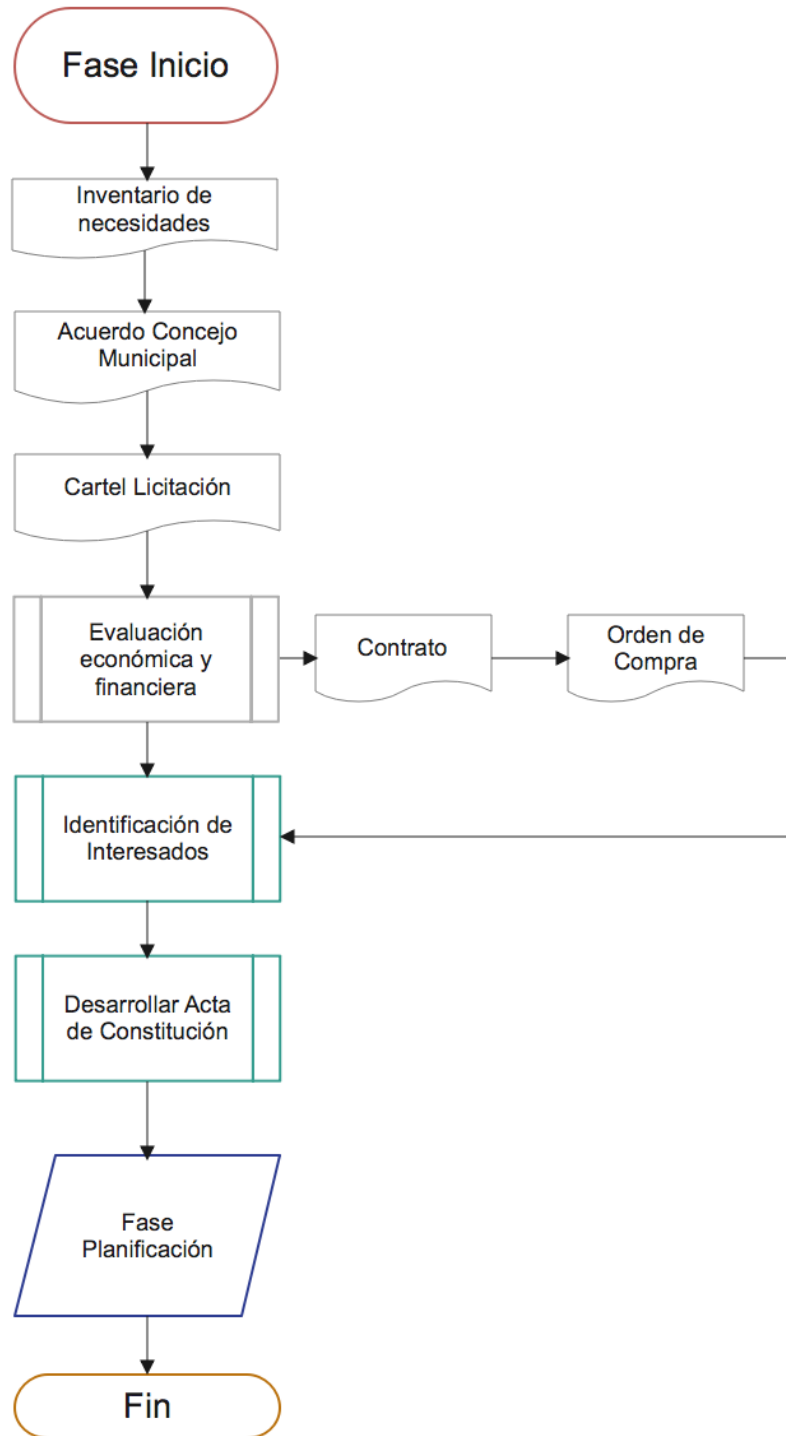 Fase Inicio
Inventario de
necesidades
Acuerdo Concejo
Municipal
Cartel Licitación
Evaluación
económica y
financiera
Contrato
Orden de
Compra
Identificación de
Interesados
Desarrollar Acta
de Constitución
Fase
Planificación
Fin